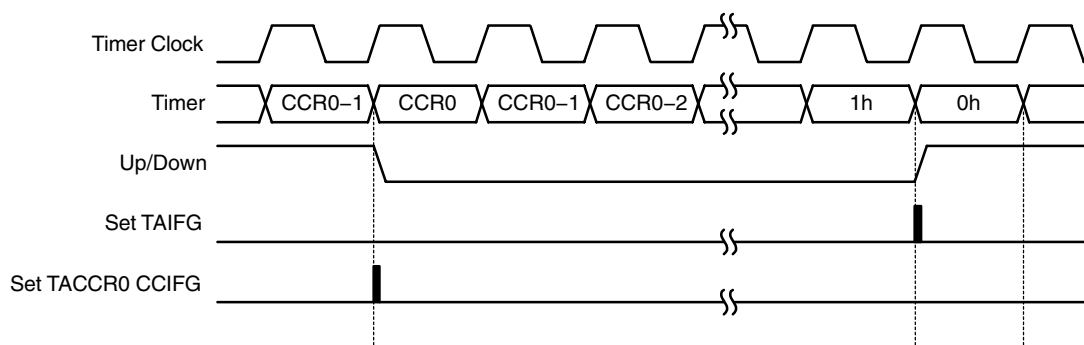 Timer Clock
Timer
CCR0−1 CCR0 CCR0−1 CCR0−2 1h 0h
Up/Down
Set TAIFG
Set TACCR0 CCIFG